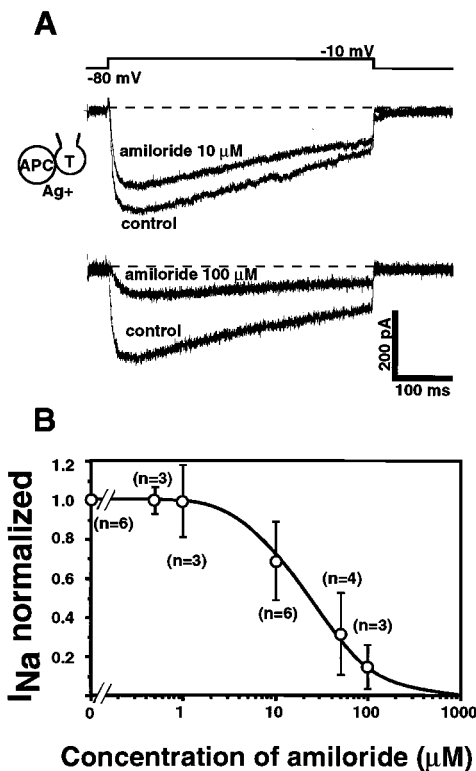 A
-10 mV
-80 mV
amiloride 10 µM
APC T
Ag+
control
amiloride 100 µM
control
200 pA
100 ms
B
INa normalized
1.2
1.0
0.8
0.6
0.4
0.2
(n=3)
(n=6)
(n=3)
(n=4)
(n=6)
(n=3)
0 1 10 100 1000
Concentration of amiloride (µM)